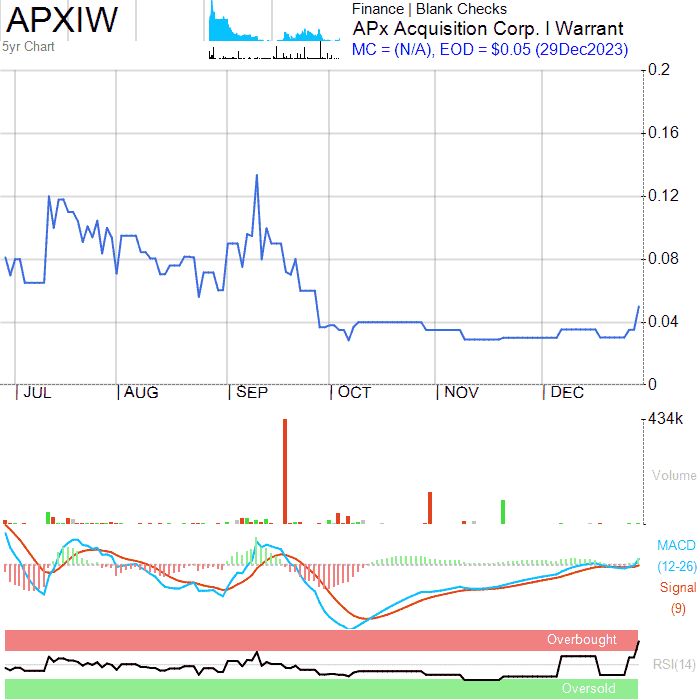 APXIW
5yr Chart
Finance | Blank Checks
APx Acquisition Corp. I Warrant
MC = (N/A), EOD = $0.05 (29Dec2023)
0.2
0.16
0.12
0.08
0.04
0
JUL AUG SEP OCT NOV DEC
434k
Volume
MACD
(12-26)
Signal
(9)
Overbought
RSI(14)
Oversold